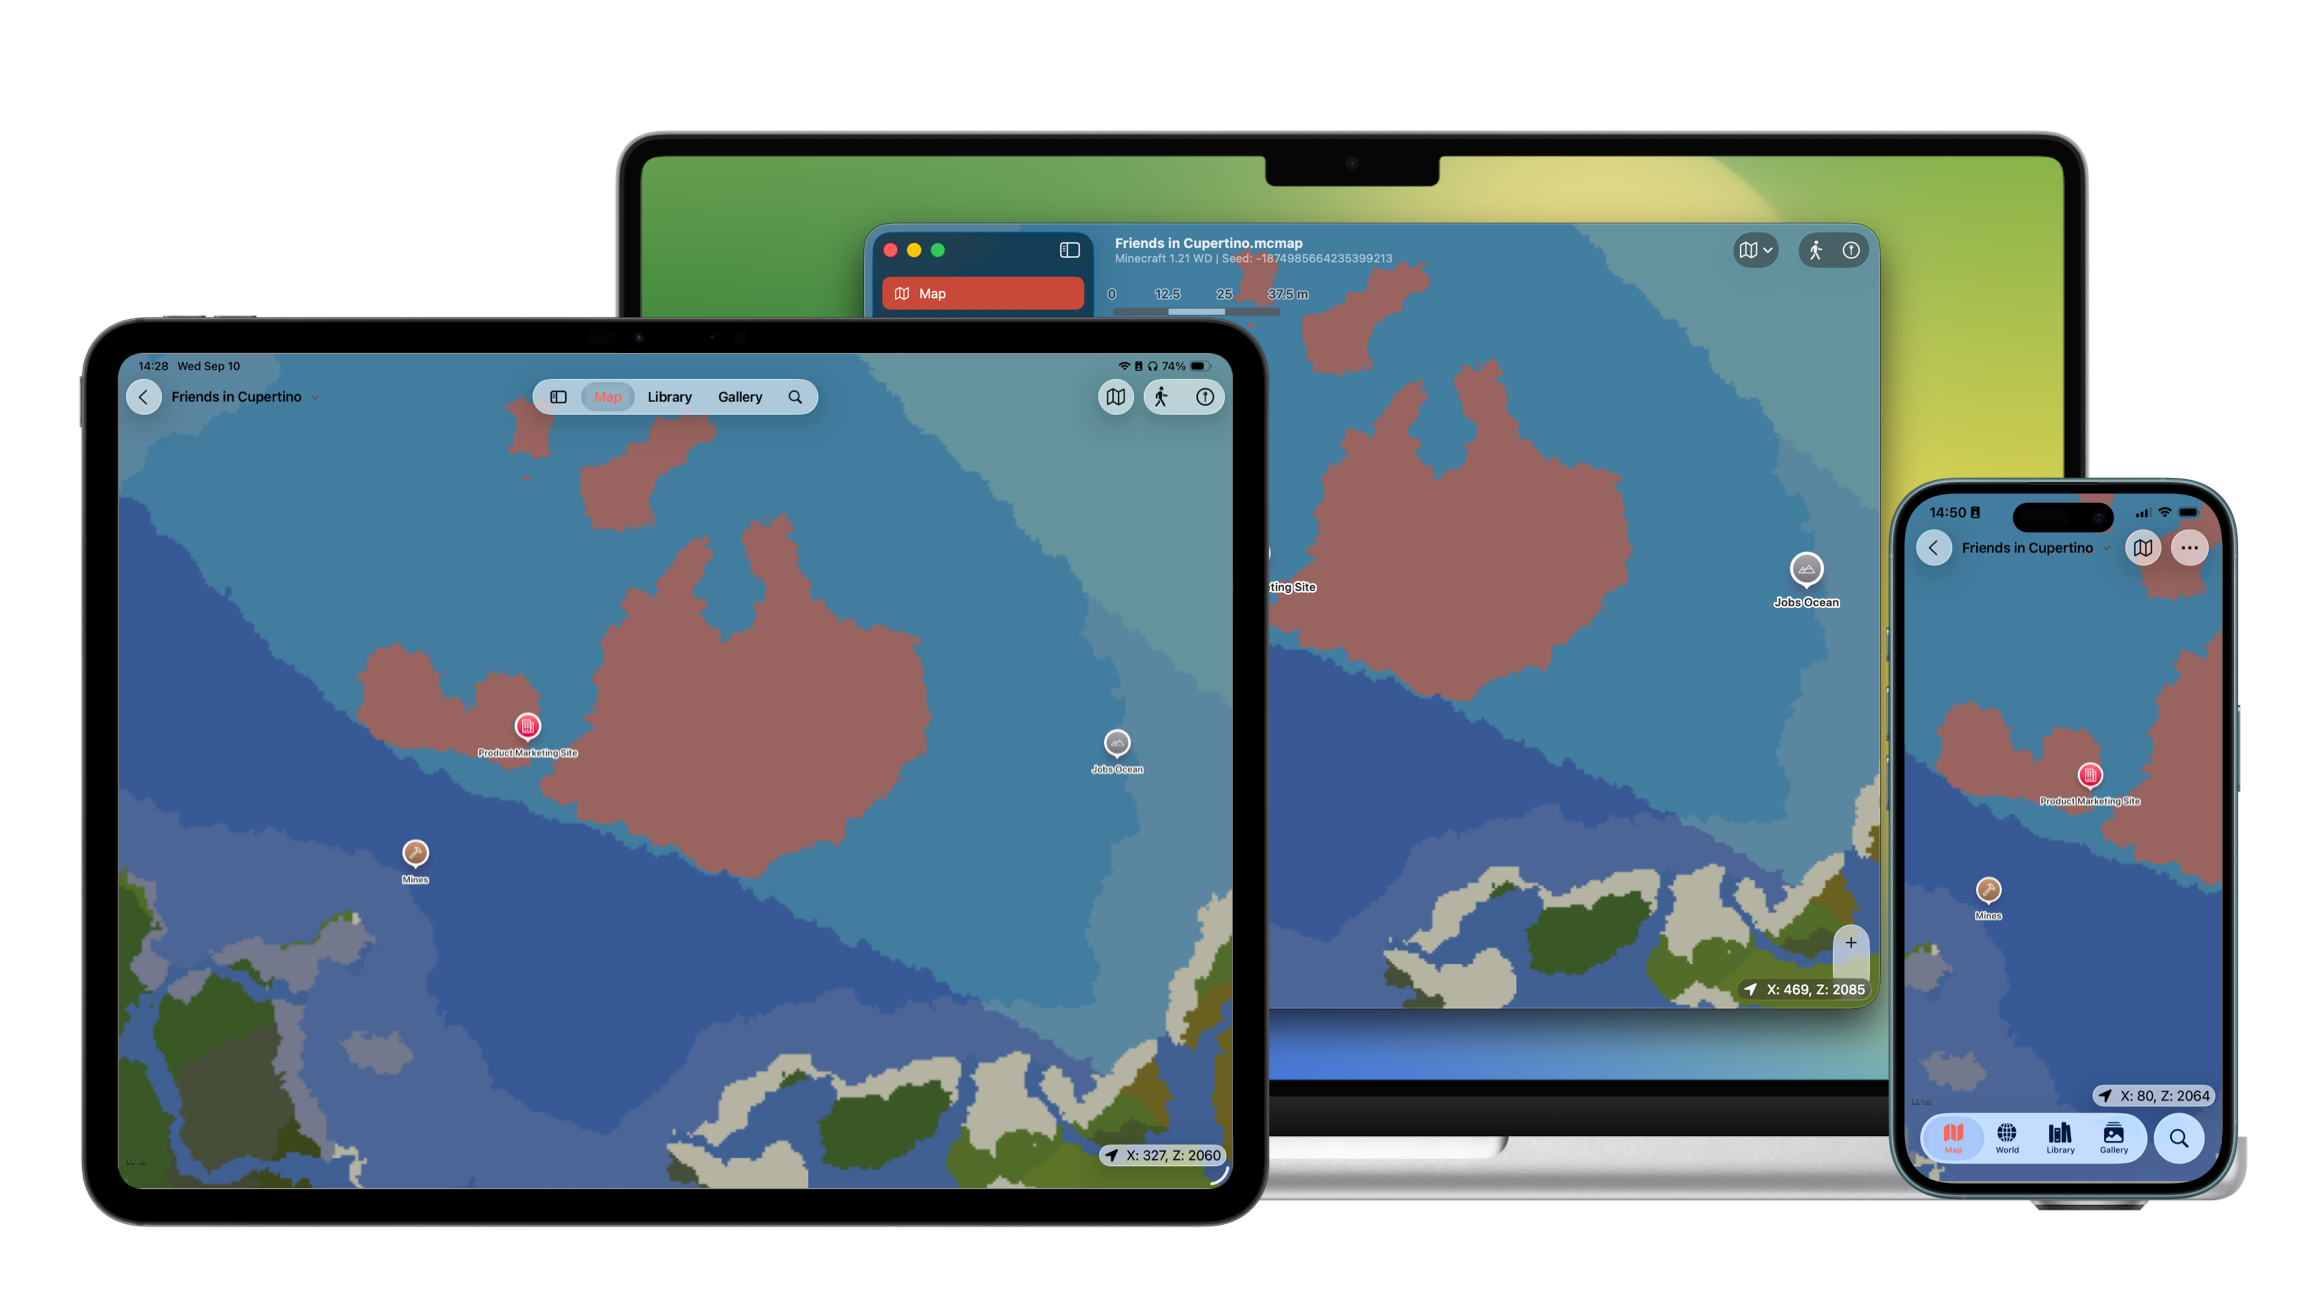 Friends in Cupertino.mcmap
Minecraft 1.21 WD | Seed: -1874985664235399213
Map
0 12.5 25 37.5 m
ting Site
Jobs Ocean
X: 469, Z: 2085
14:28 Wed Sep 10
74%
Friends in Cupertino
Map Library Gallery
Product Marketing Site
Jobs Ocean
Mines
Legal
X: 327, Z: 2060
14:50
Friends in Cupertino
Product Marketing Site
Mines
Legal
X: 80, Z: 2064
Map World Library Gallery